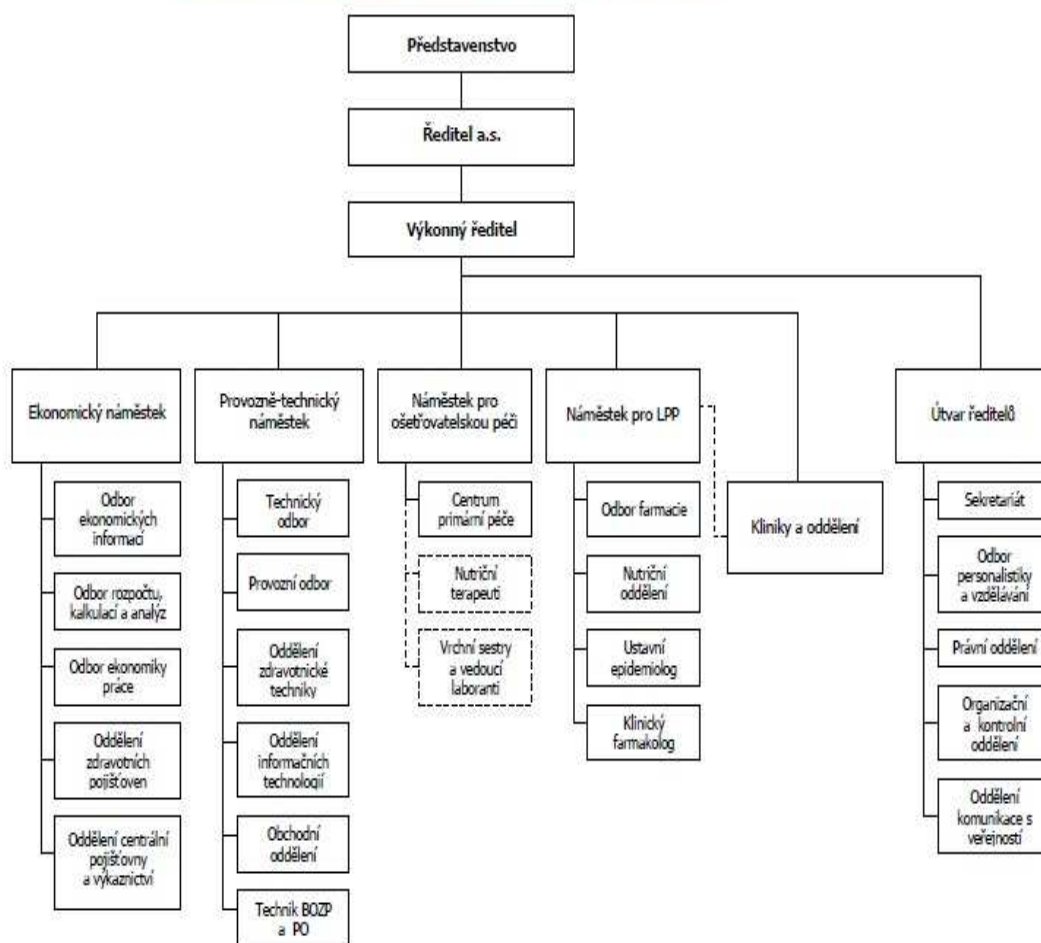 Představenstvo
Ředitel a.s.
Výkonný ředitel
Ekonomický náměstek
Provozně-technický
náměstek
Náměstek pro
ošetřovatelskou péči
Náměstek pro LPP
Útvar ředitelů
Odbor
ekonomických
informací
Odbor rozpočtu,
kalkulací a analýz
Odbor ekonomiky
práce
Oddělení
zdravotních
pojišťoven
Oddělení centrální
pojišťovny
a výkaznictví
Technický
odbor
Provozní odbor
Oddělení
zdravotnické
techniky
Oddělení
informačních
technologií
Obchodní
oddělení
Technik BOZP
a PO
Centrum
primární péče
Nutriční
terapeuti
Vrchní sestry
a vedoucí
laboranti
Odbor farmacie
Nutriční
oddělení
Ustavní
epidemiolog
Klinický
farmakolog
Kliniky a oddělení
Sekretariát
Odbor
personalistiky
a vzdělávání
Právní oddělení
Organizační
a kontrolní
oddělení
Oddělení
komunikace s
veřejností